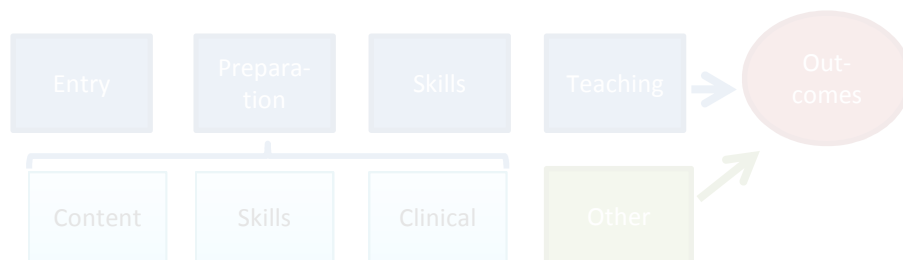 Entry
Prepara-
tion
Skills
Teaching
Out-
comes
Content
Skills
Clinical
Other